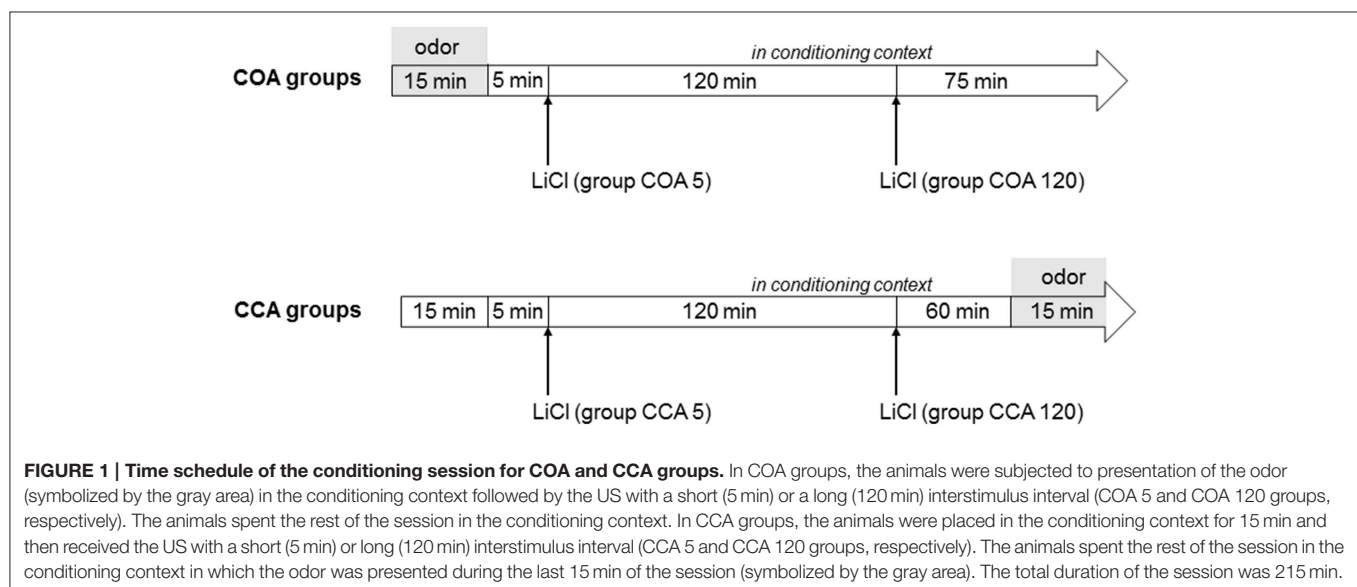 odor
in conditioning context
COA groups
15 min 5 min 120 min 75 min
LiCl (group COA 5) LiCl (group COA 120)
odor
in conditioning context
CCA groups
15 min 5 min 120 min 60 min 15 min
LiCl (group CCA 5) LiCl (group CCA 120)
FIGURE 1 | Time schedule of the conditioning session for COA and CCA groups. In COA groups, the animals were subjected to presentation of the odor
(symbolized by the gray area) in the conditioning context followed by the US with a short (5 min) or a long (120 min) interstimulus interval (COA 5 and COA 120 groups,
respectively). The animals spent the rest of the session in the conditioning context. In CCA groups, the animals were placed in the conditioning context for 15 min and
then received the US with a short (5 min) or long (120 min) interstimulus interval (CCA 5 and CCA 120 groups, respectively). The animals spent the rest of the session in the
conditioning context in which the odor was presented during the last 15 min of the session (symbolized by the gray area). The total duration of the session was 215 min.